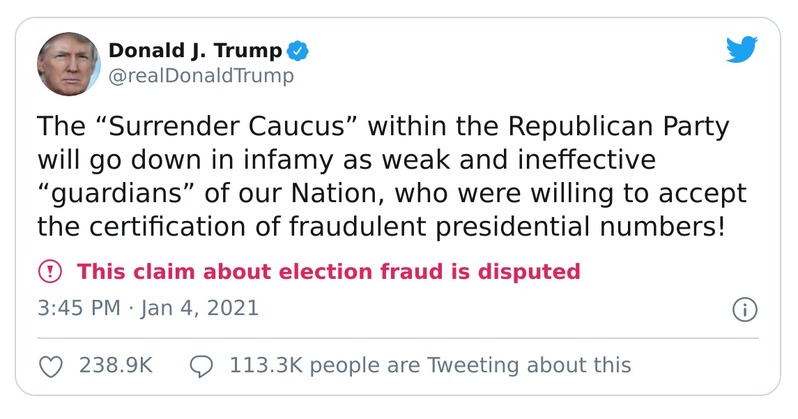 Donald J. Trump
@realDonaldTrump
The “Surrender Caucus” within the Republican Party
will go down in infamy as weak and ineffective
“guardians” of our Nation, who were willing to accept
the certification of fraudulent presidential numbers!
This claim about election fraud is disputed
3:45 PM · Jan 4, 2021
238.9K 113.3K people are Tweeting about this